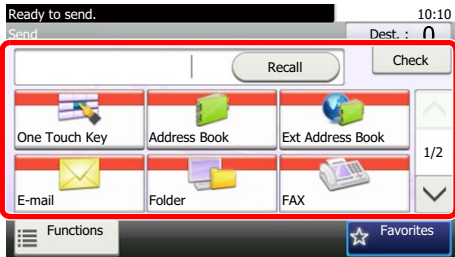 Ready to send. 10:10
Send Dest. : 0
Recall Check
One Touch Key Address Book Ext Address Book
1/2
E-mail Folder FAX
Functions Favorites